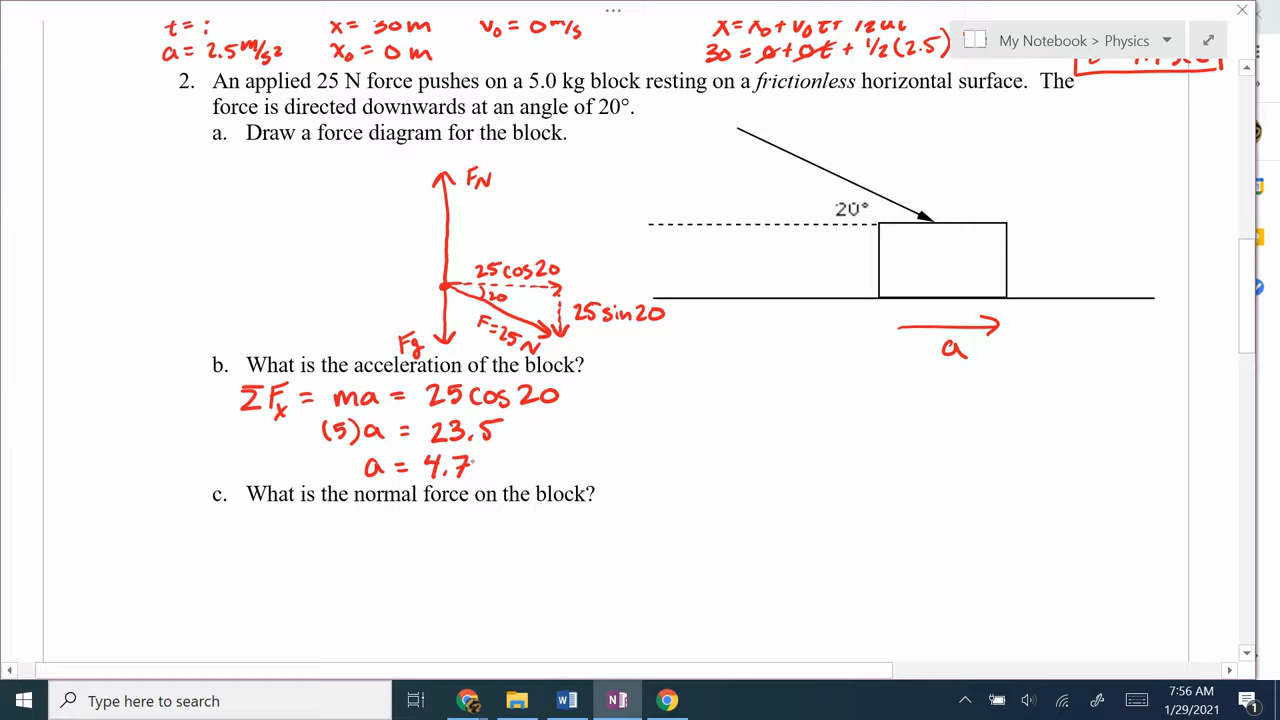 t = ?
x = 30 m
v0 = 0 m/s
x = x0 + v0t + 1/2at
a = 2.5 m/s2
x0 = 0 m
30 = 0 + 0t + 1/2 (2.5)
My Notebook > Physics
2. An applied 25 N force pushes on a 5.0 kg block resting on a frictionless horizontal surface. The
force is directed downwards at an angle of 20°.
a. Draw a force diagram for the block.
FN
20°
25 cos 20
20
F=25N
25 sin 20
Fg
a
b. What is the acceleration of the block?
ΣFx = ma = 25 cos 20
(5)a = 23.5
a = 4.7
c. What is the normal force on the block?
Type here to search
7:56 AM
1/29/2021
1